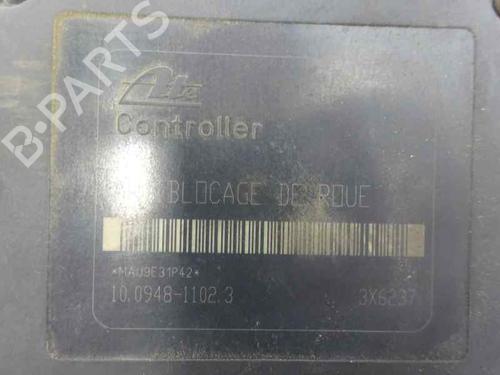 B-PARTS
Ate
Controller
BLOCAGE DE ROUE
*MAU9E31P42*
10.0948-1102.3 3X6237